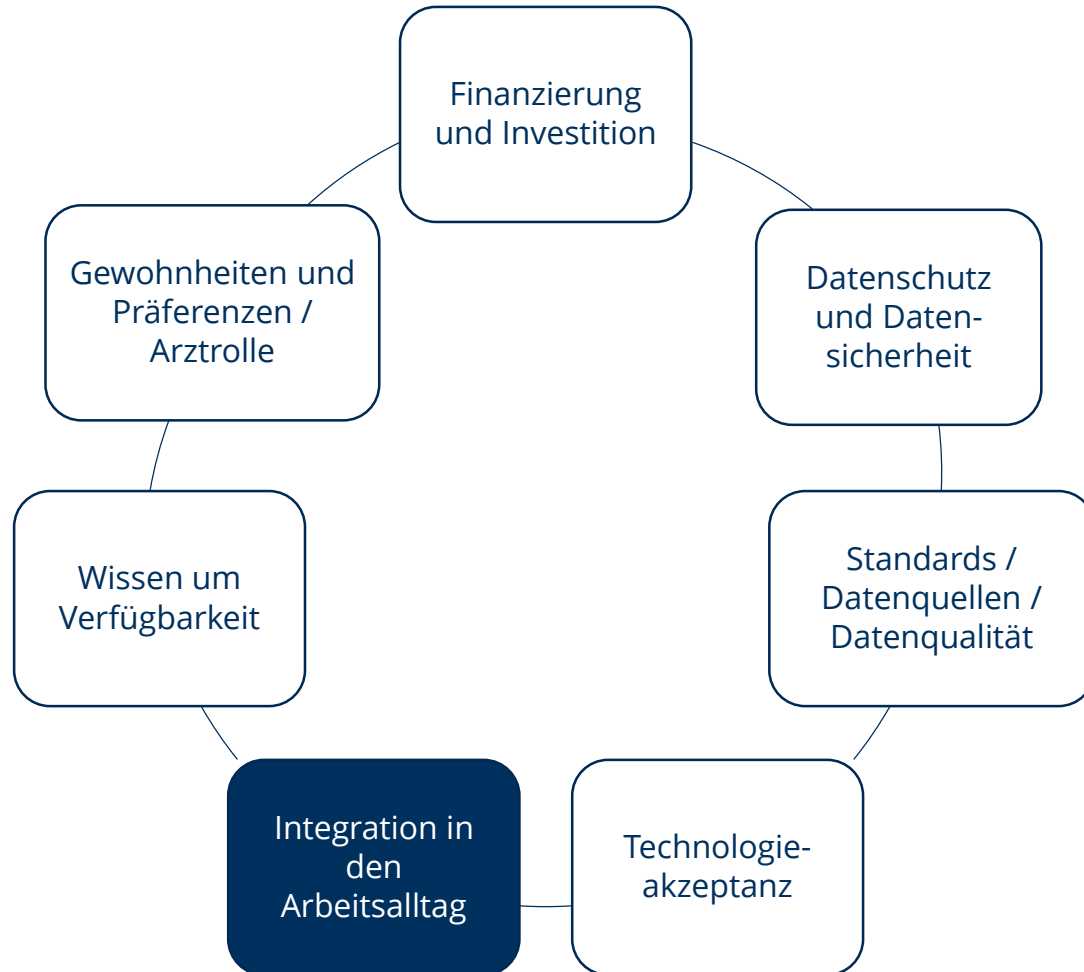 Finanzierung
und Investition
Datenschutz
und Daten-
sicherheit
Standards /
Datenquellen /
Datenqualität
Technologie-
akzeptanz
Integration in
den
Arbeitsalltag
Wissen um
Verfügbarkeit
Gewohnheiten und
Präferenzen /
Arztrolle